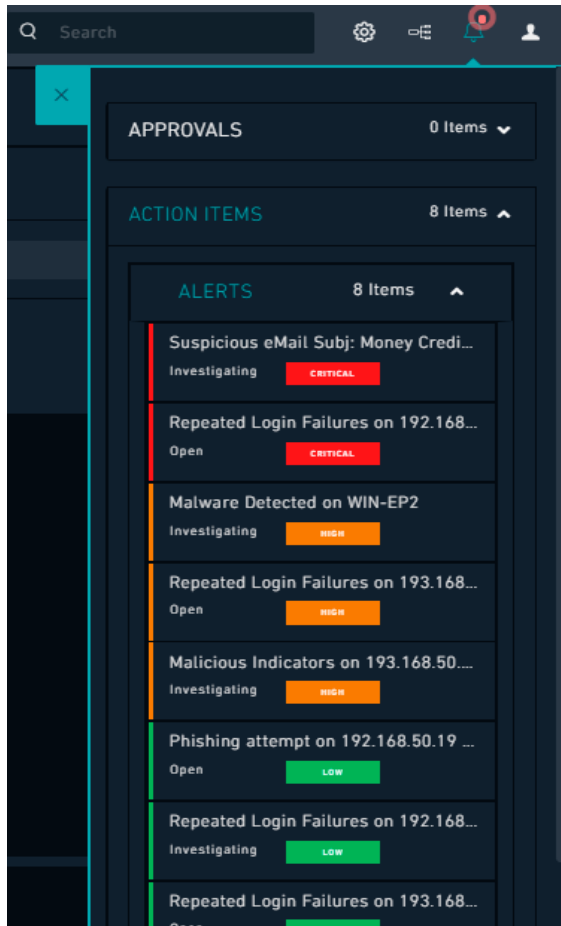 Search
APPROVALS 0 Items
ACTION ITEMS 8 Items
ALERTS 8 Items
Suspicious eMail Subj: Money Credi...
Investigating CRITICAL
Repeated Login Failures on 192.168...
Open CRITICAL
Malware Detected on WIN-EP2
Investigating HIGH
Repeated Login Failures on 193.168...
Open HIGH
Malicious Indicators on 193.168.50....
Investigating HIGH
Phishing attempt on 192.168.50.19 ...
Open LOW
Repeated Login Failures on 192.168...
Investigating LOW
Repeated Login Failures on 193.168...